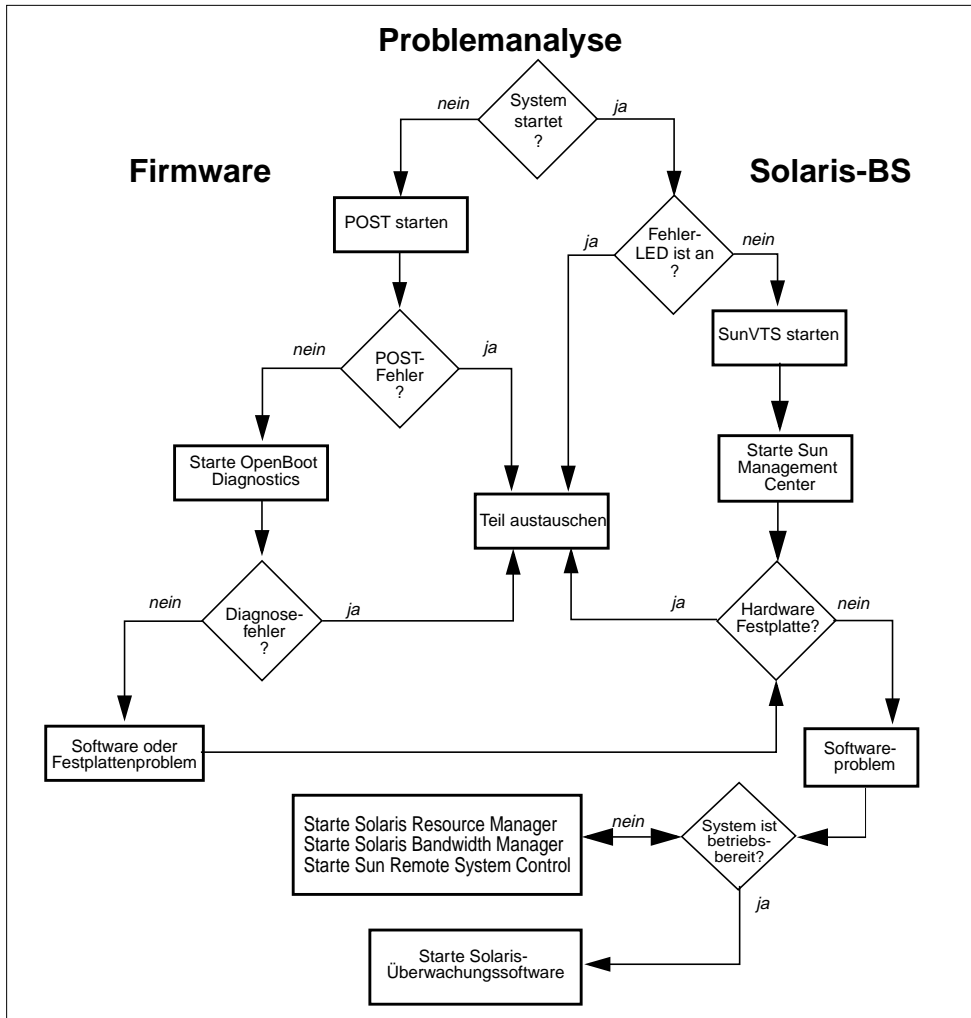 Problemanalyse
System
startet
?
nein
ja
Firmware
Solaris-BS
POST starten
Fehler-
LED ist an
?
ja
nein
SunVTS starten
POST-
Fehler
?
nein
ja
Starte OpenBoot
Diagnostics
Starte Sun
Management
Center
Teil austauschen
Diagnose-
fehler
?
nein
ja
Hardware
Festplatte?
ja
nein
Software oder
Festplattenproblem
Software-
problem
Starte Solaris Resource Manager
Starte Solaris Bandwidth Manager
Starte Sun Remote System Control
nein
System ist
betriebs-
bereit?
ja
Starte Solaris-
Überwachungssoftware